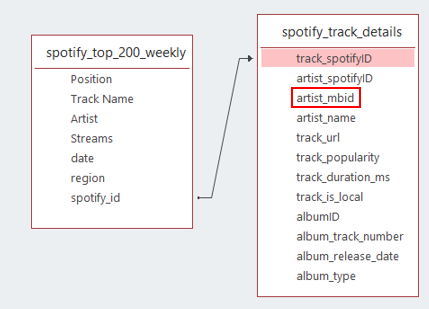 spotify_top_200_weekly
Position
Track Name
Artist
Streams
date
region
spotify_id
spotify_track_details
track_spotifyID
artist_spotifyID
artist_mbid
artist_name
track_url
track_popularity
track_duration_ms
track_is_local
albumID
album_track_number
album_release_date
album_type